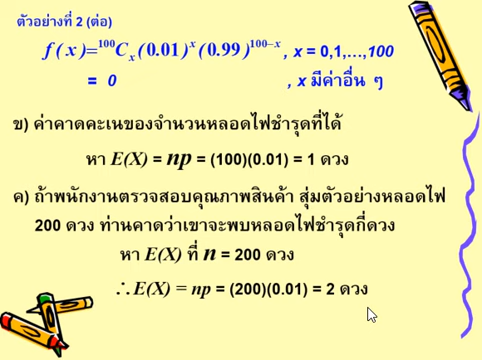 ตัวอย่างที่ 2 (ต่อ)
f ( x )=¹⁰⁰Cₓ ( 0.01 )ˣ ( 0.99 )¹⁰⁰⁻ˣ , x = 0,1,…,100
= 0 , x มีค่าอื่น ๆ
ข) ค่าคาดคะเนของจำนวนหลอดไฟชำรุดที่ได้
หา E(X) = np = (100)(0.01) = 1 ดวง
ค) ถ้าพนักงานตรวจสอบคุณภาพสินค้า สุ่มตัวอย่างหลอดไฟ
200 ดวง ท่านคาดว่าเขาจะพบหลอดไฟชำรุดกี่ดวง
หา E(X) ที่ n = 200 ดวง
∴ E(X) = np = (200)(0.01) = 2 ดวง